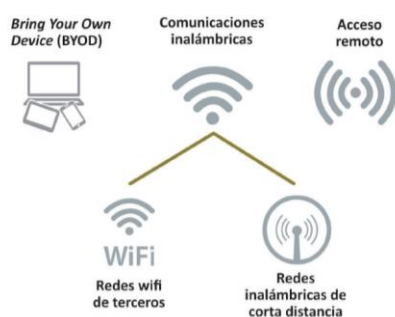 Bring Your Own
Device (BYOD)
Comunicaciones
inalámbricas
Acceso
remoto
WiFi
Redes wifi
de terceros
Redes
inalámbricas de
corta distancia